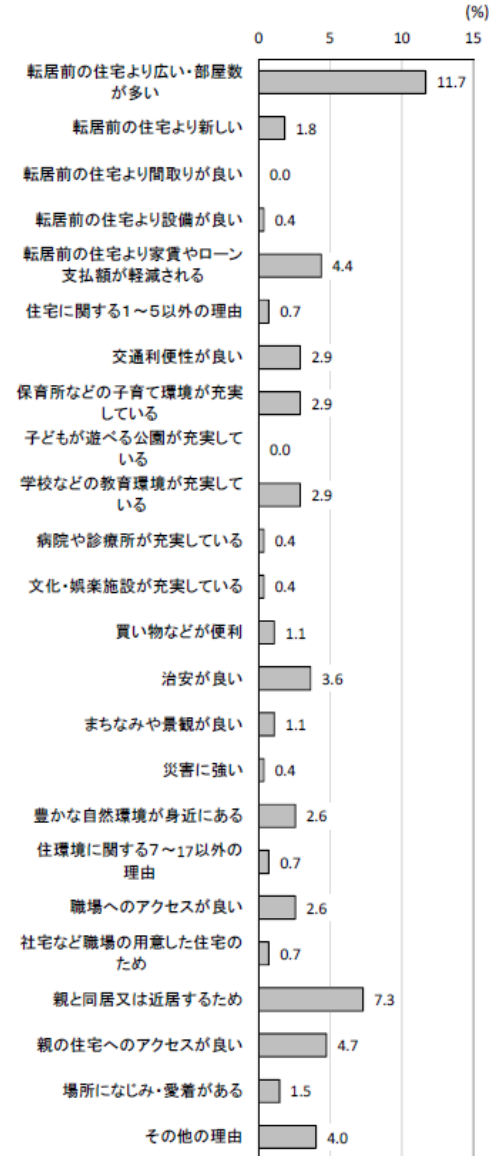 (%)
0 5 10 15
転居前の住宅より広い・部屋数
が多い
11.7
転居前の住宅より新しい
1.8
転居前の住宅より間取りが良い
0.0
転居前の住宅より設備が良い
0.4
転居前の住宅より家賃やローン
支払額が軽減される
4.4
住宅に関する1～5以外の理由
0.7
交通利便性が良い
2.9
保育所などの子育て環境が充実
している
2.9
子どもが遊べる公園が充実して
いる
0.0
学校などの教育環境が充実して
いる
2.9
病院や診療所が充実している
0.4
文化・娯楽施設が充実している
0.4
買い物などが便利
1.1
治安が良い
3.6
まちなみや景観が良い
1.1
災害に強い
0.4
豊かな自然環境が身近にある
2.6
住環境に関する7～17以外の
理由
0.7
職場へのアクセスが良い
2.6
社宅など職場の用意した住宅の
ため
0.7
親と同居又は近居するため
7.3
親の住宅へのアクセスが良い
4.7
場所になじみ・愛着がある
1.5
その他の理由
4.0